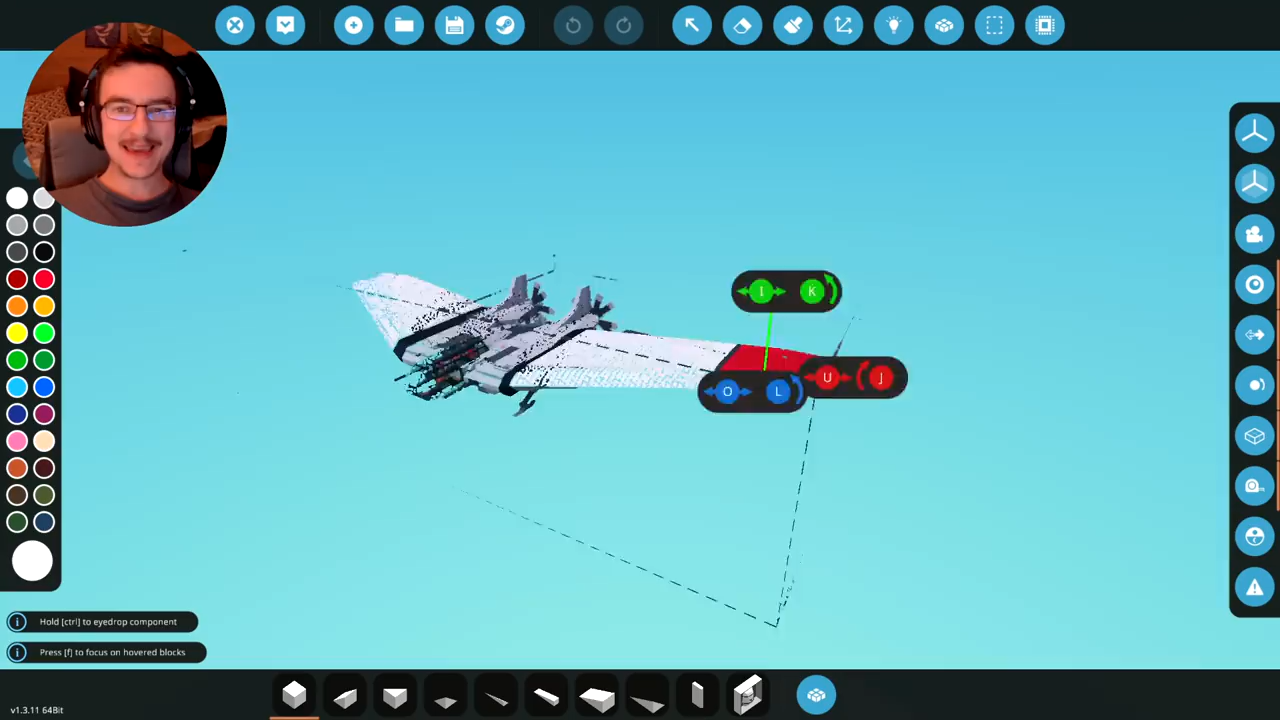 I K
O L
U J
Hold [ctrl] to eyedrop component
Press [f] to focus on hovered blocks
v1.3.11 64Bit